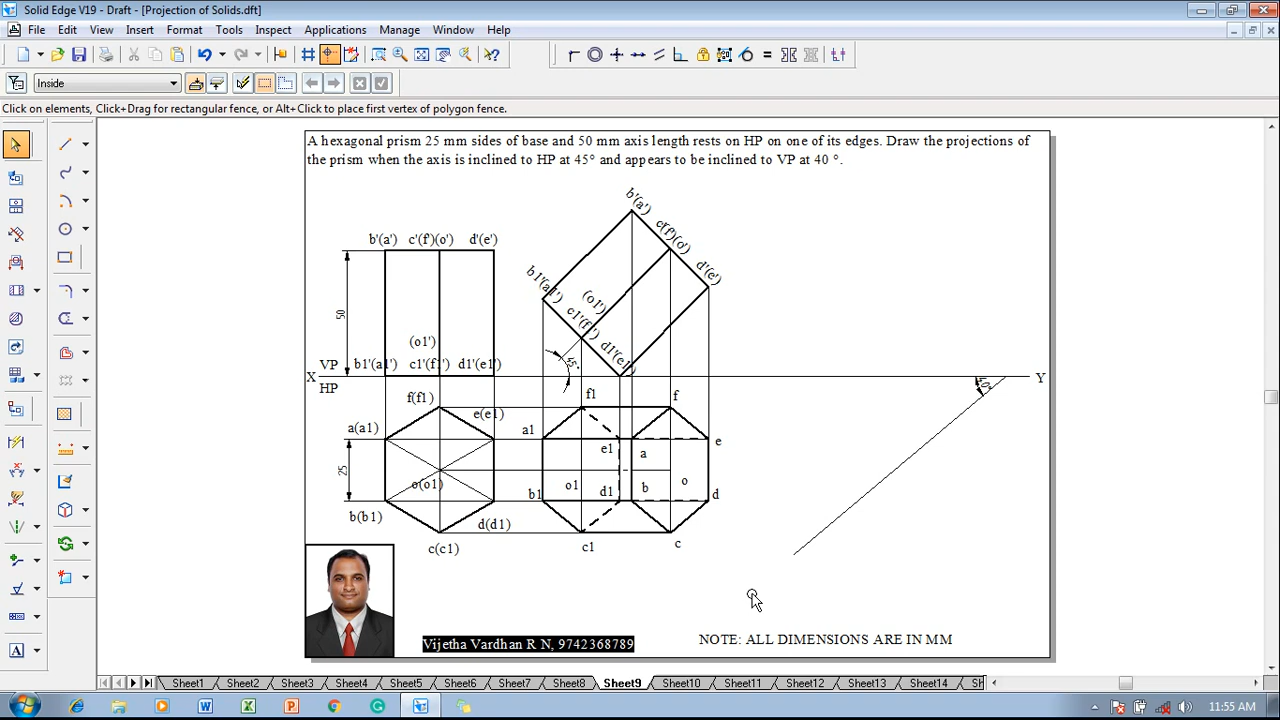 Solid Edge V19 - Draft - [Projection of Solids.dft]
File Edit View Insert Format Tools Inspect Applications Manage Window Help
Inside
Click on elements, Click+Drag for rectangular fence, or Alt+Click to place first vertex of polygon fence.
A hexagonal prism 25 mm sides of base and 50 mm axis length rests on HP on one of its edges. Draw the projections of
the prism when the axis is inclined to HP at 45° and appears to be inclined to VP at 40 °.
b'(a') c'(f')(o') d'(e')
b'(a')
c'(f')(o')
d'(e')
b1'(a1')
(o1')
c1'(f1')
d1'(e1')
50
(o1')
b1'(a1') c1'(f1') d1'(e1')
45°
VP
X
HP
Y
40°
f(f1)
e(e1)
a(a1)
25
o(o1)
b(b1)
d(d1)
c(c1)
f1 f
a1 e1 a e
o1 o
b1 d1 b d
c1 c
Vijetha Vardhan R N, 9742368789
NOTE: ALL DIMENSIONS ARE IN MM
Sheet1 Sheet2 Sheet3 Sheet4 Sheet5 Sheet6 Sheet7 Sheet8 Sheet9 Sheet10 Sheet11 Sheet12 Sheet13 Sheet14 Sh
11:55 AM